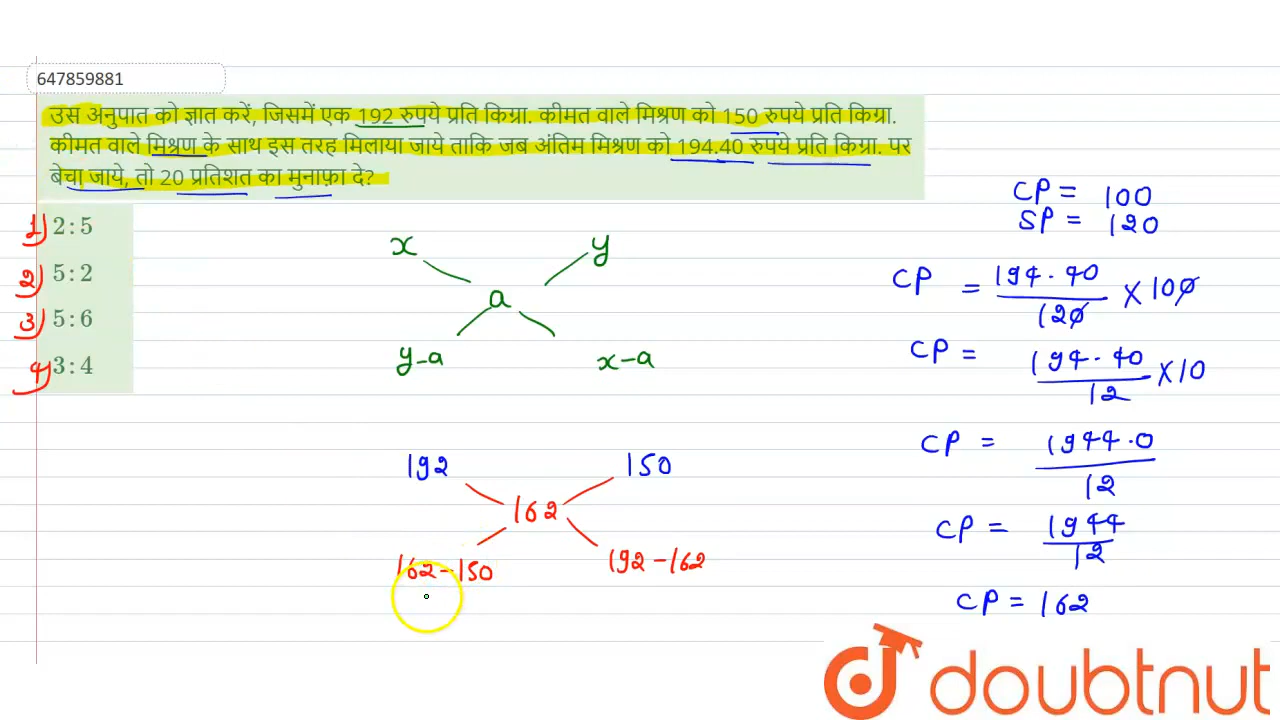 647859881
उस अनुपात को ज्ञात करें, जिसमें एक 192 रुपये प्रति किग्रा. कीमत वाले मिश्रण को 150 रुपये प्रति किग्रा.
कीमत वाले मिश्रण के साथ इस तरह मिलाया जाये ताकि जब अंतिम मिश्रण को 194.40 रुपये प्रति किग्रा. पर
बेचा जाये, तो 20 प्रतिशत का मुनाफ़ा दे?
1) 2 : 5
2) 5 : 2
3) 5 : 6
4) 3 : 4
x y
a
y-a x-a
192 150
162
162-150 192-162
CP = 100
SP = 120
CP = 194.40/120 × 100
CP = 194.40/12 × 10
CP = 1944.0/12
CP = 1944/12
CP = 162
doubtnut